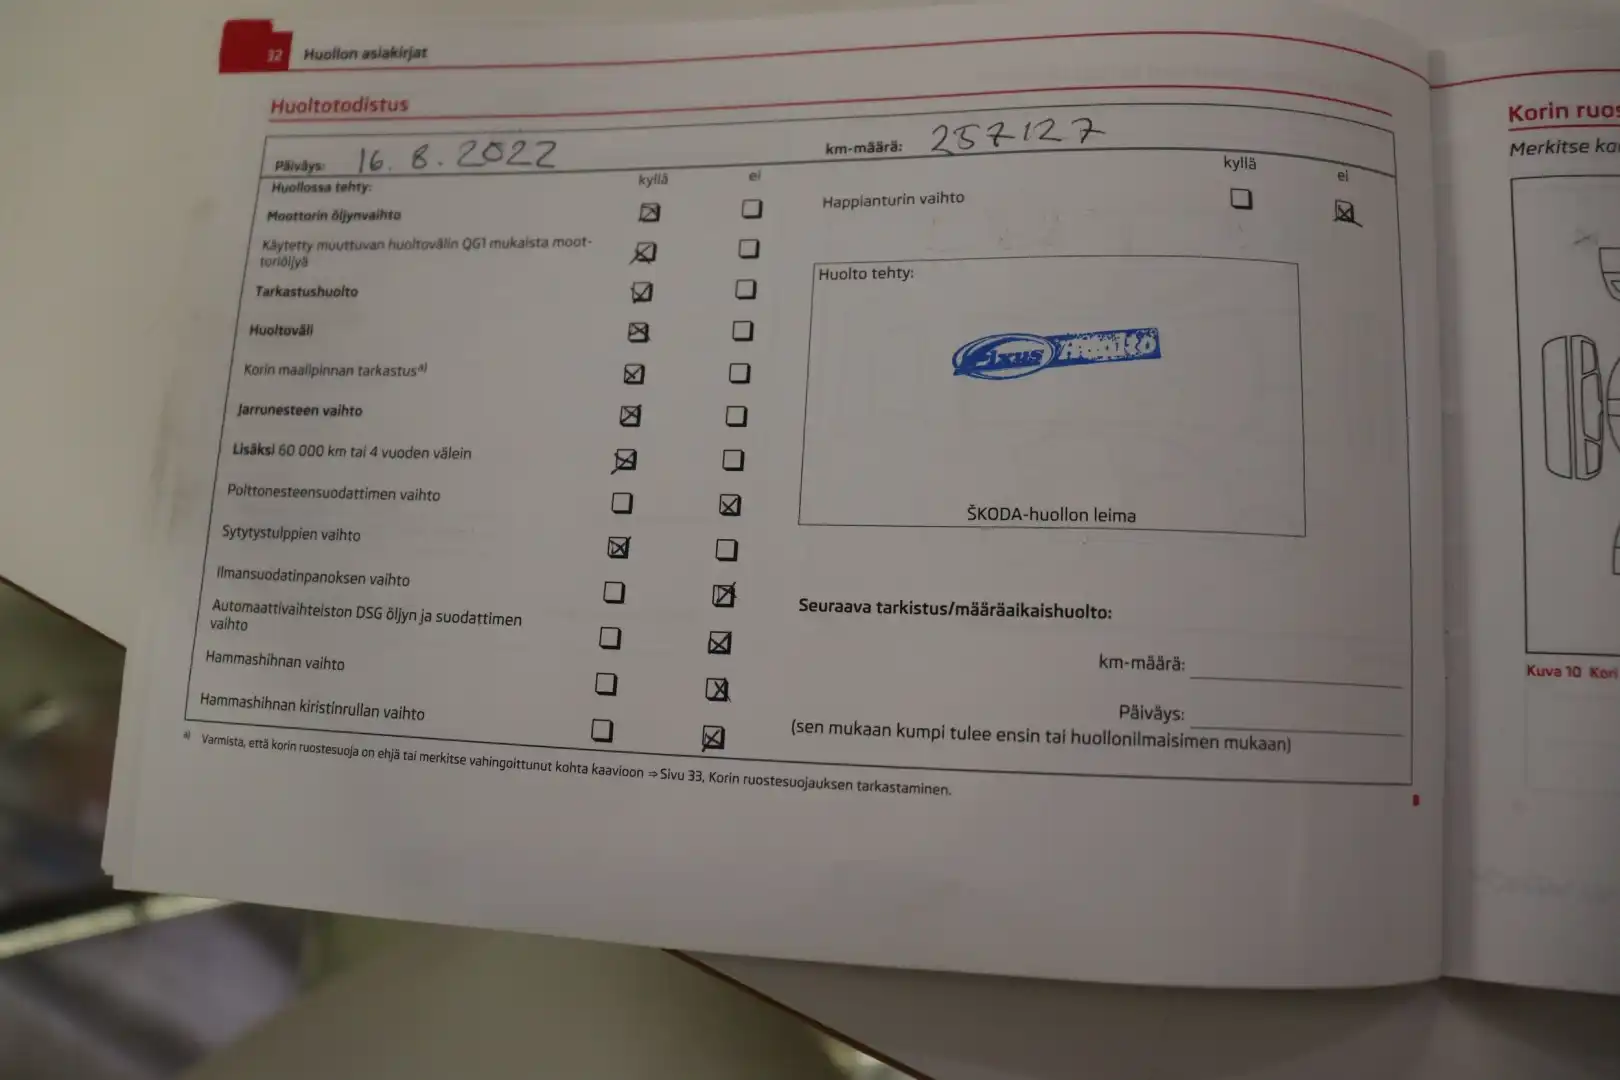 32 Huollon asiakirjat
Huoltotodistus
Päiväys: 16. 8. 2022
km-määrä: 257127
Huollossa tehty:
kyllä ei
Moottorin öljynvaihto
Käytetty muuttuvan huoltovälin QG1 mukaista moot-
toriöljyä
Tarkastushuolto
Huoltoväli
Korin maalipinnan tarkastus a)
Jarrunesteen vaihto
Lisäksi 60 000 km tai 4 vuoden välein
Polttonesteensuodattimen vaihto
Sytytystulppien vaihto
Ilmansuodatinpanoksen vaihto
Automaattivaihteiston DSG öljyn ja suodattimen
vaihto
Hammashihnan vaihto
Hammashihnan kiristinrullan vaihto
kyllä ei
Happianturin vaihto
Huolto tehty:
Fixus Huolto
ŠKODA-huollon leima
Seuraava tarkistus/määräaikaishuolto:
km-määrä:
Päiväys:
(sen mukaan kumpi tulee ensin tai huollonilmaisimen mukaan)
a) Varmista, että korin ruostesuoja on ehjä tai merkitse vahingoittunut kohta kaavioon ⇒ Sivu 33, Korin ruostesuojauksen tarkastaminen.
Korin
Merkitse
Kuva 10